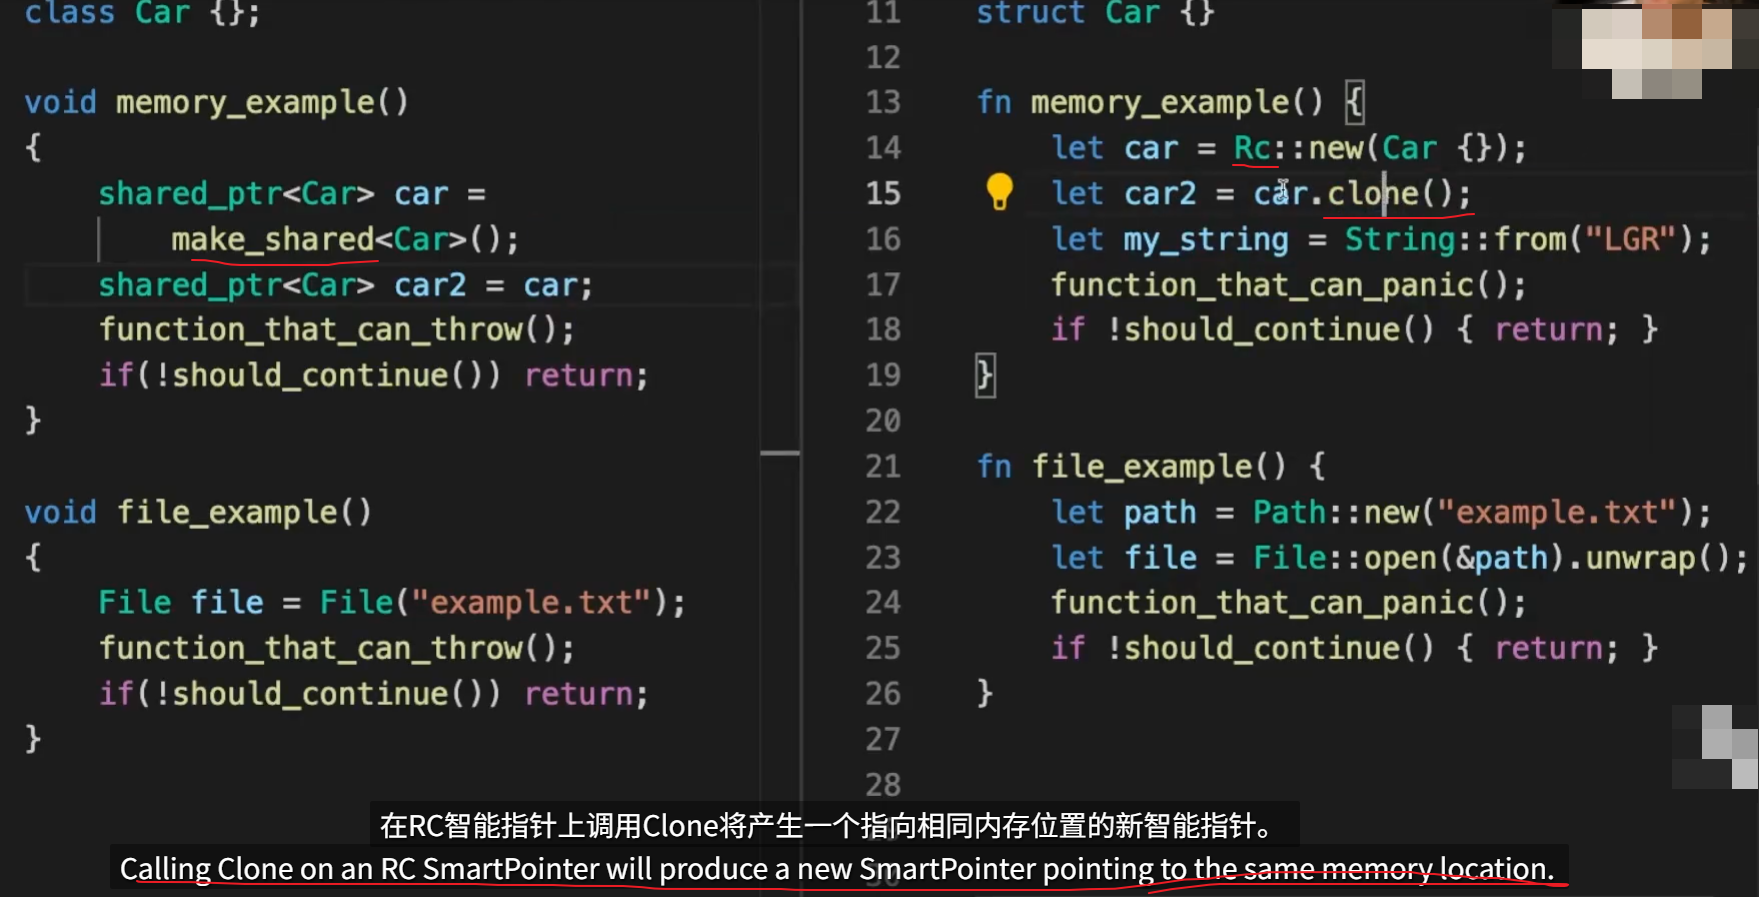 class Car {};
void memory_example()
{
shared_ptr<Car> car =
make_shared<Car>();
shared_ptr<Car> car2 = car;
function_that_can_throw();
if(!should_continue()) return;
}
void file_example()
{
File file = File("example.txt");
function_that_can_throw();
if(!should_continue()) return;
}
11 struct Car {}
12
13 fn memory_example() {
14 let car = Rc::new(Car {});
15 let car2 = car.clone();
16 let my_string = String::from("LGR");
17 function_that_can_panic();
18 if !should_continue() { return; }
19 }
20
21 fn file_example() {
22 let path = Path::new("example.txt");
23 let file = File::open(&path).unwrap();
24 function_that_can_panic();
25 if !should_continue() { return; }
26 }
27
28
在RC智能指针上调用Clone将产生一个指向相同内存位置的新智能指针。
Calling Clone on an RC SmartPointer will produce a new SmartPointer pointing to the same memory location.